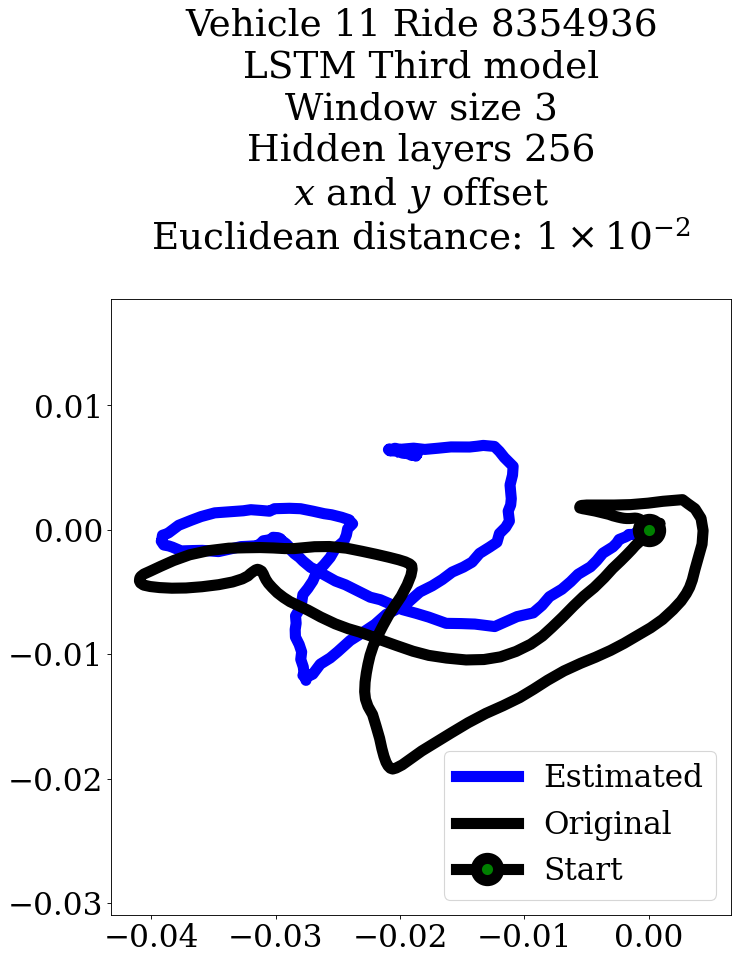 Vehicle 11 Ride 8354936
LSTM Third model
Window size 3
Hidden layers 256
x and y offset
Euclidean distance: 1 × 10⁻²
0.01
0.00
−0.01
−0.02
−0.03
−0.04
−0.03
−0.02
−0.01
0.00
Estimated
Original
Start